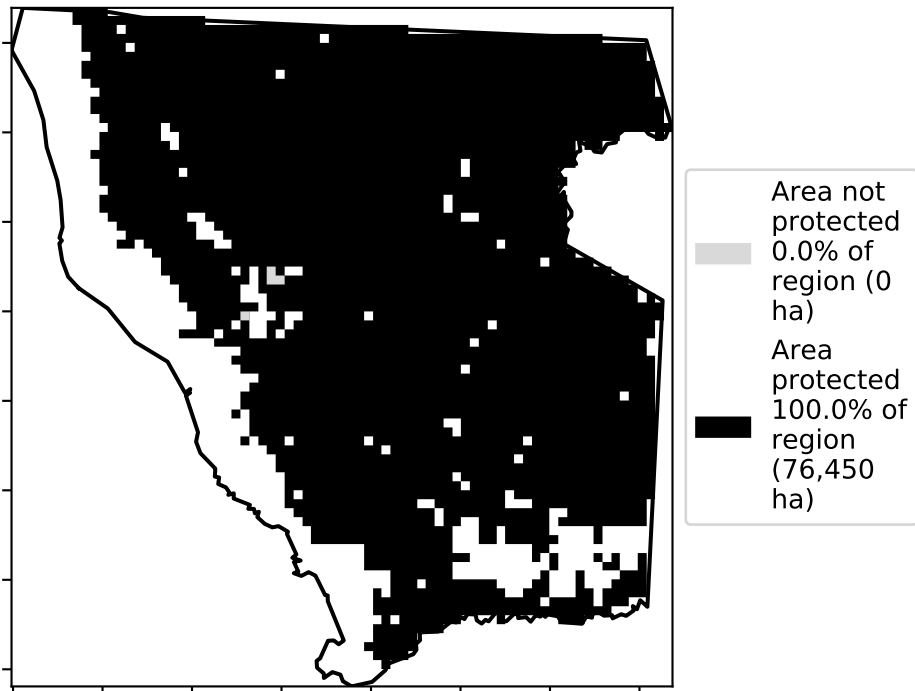 Area not
protected
0.0% of
region (0
ha)
Area
protected
100.0% of
region
(76,450
ha)